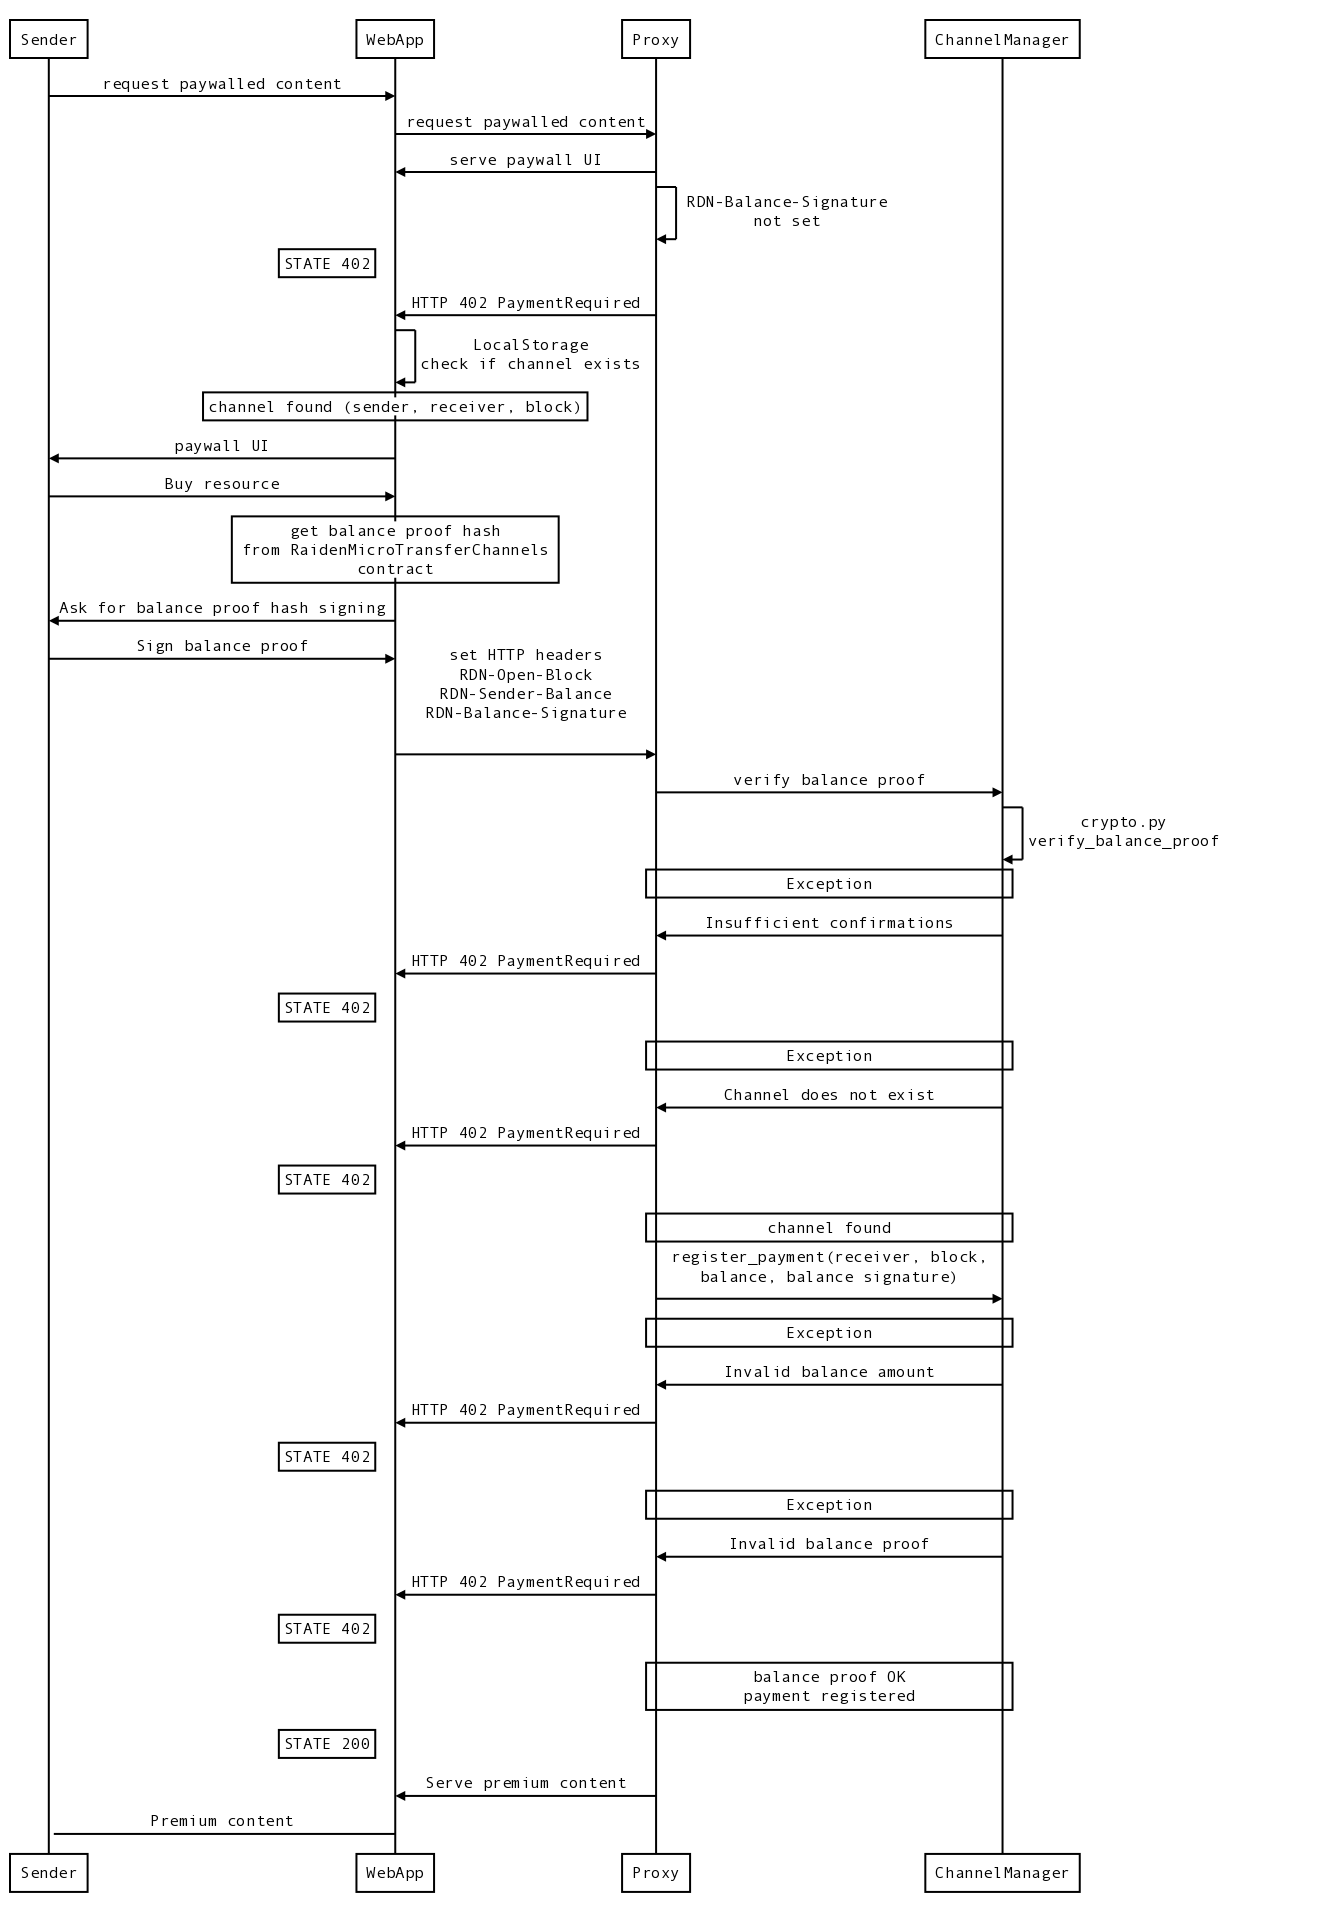 Sender
WebApp
Proxy
ChannelManager
request paywalled content
request paywalled content
serve paywall UI
RDN-Balance-Signature
not set
STATE 402
HTTP 402 PaymentRequired
LocalStorage
check if channel exists
channel found (sender, receiver, block)
paywall UI
Buy resource
get balance proof hash
from RaidenMicroTransferChannels
contract
Ask for balance proof hash signing
Sign balance proof
set HTTP headers
RDN-Open-Block
RDN-Sender-Balance
RDN-Balance-Signature
verify balance proof
crypto.py
verify_balance_proof
Exception
Insufficient confirmations
HTTP 402 PaymentRequired
STATE 402
Exception
Channel does not exist
HTTP 402 PaymentRequired
STATE 402
channel found
register_payment(receiver, block,
balance, balance signature)
Exception
Invalid balance amount
HTTP 402 PaymentRequired
STATE 402
Exception
Invalid balance proof
HTTP 402 PaymentRequired
STATE 402
balance proof OK
payment registered
STATE 200
Serve premium content
Premium content
Sender
WebApp
Proxy
ChannelManager